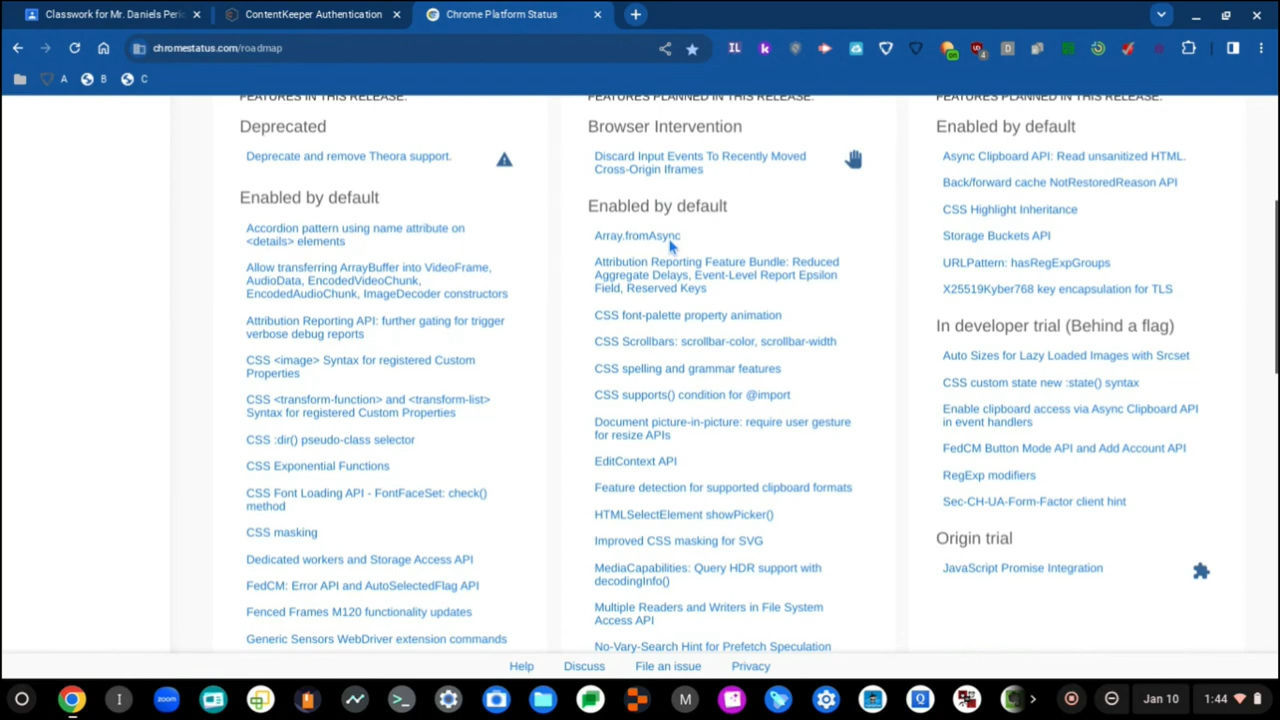 Classwork for Mr. Daniels Peri
ContentKeeper Authentication
Chrome Platform Status
chromestatus.com/roadmap
A
B
C
FEATURES IN THIS RELEASE.
Deprecated
Deprecate and remove Theora support.
Enabled by default
Accordion pattern using name attribute on
<details> elements
Allow transferring ArrayBuffer into VideoFrame,
AudioData, EncodedVideoChunk,
EncodedAudioChunk, ImageDecoder constructors
Attribution Reporting API: further gating for trigger
verbose debug reports
CSS <image> Syntax for registered Custom
Properties
CSS <transform-function> and <transform-list>
Syntax for registered Custom Properties
CSS :dir() pseudo-class selector
CSS Exponential Functions
CSS Font Loading API - FontFaceSet: check()
method
CSS masking
Dedicated workers and Storage Access API
FedCM: Error API and AutoSelectedFlag API
Fenced Frames M120 functionality updates
Generic Sensors WebDriver extension commands
FEATURES PLANNED IN THIS RELEASE.
Browser Intervention
Discard Input Events To Recently Moved
Cross-Origin Iframes
Enabled by default
Array.fromAsync
Attribution Reporting Feature Bundle: Reduced
Aggregate Delays, Event-Level Report Epsilon
Field, Reserved Keys
CSS font-palette property animation
CSS Scrollbars: scrollbar-color, scrollbar-width
CSS spelling and grammar features
CSS supports() condition for @import
Document picture-in-picture: require user gesture
for resize APIs
EditContext API
Feature detection for supported clipboard formats
HTMLSelectElement showPicker()
Improved CSS masking for SVG
MediaCapabilities: Query HDR support with
decodingInfo()
Multiple Readers and Writers in File System
Access API
No-Vary-Search Hint for Prefetch Speculation
FEATURES PLANNED IN THIS RELEASE.
Enabled by default
Async Clipboard API: Read unsanitized HTML.
Back/forward cache NotRestoredReason API
CSS Highlight Inheritance
Storage Buckets API
URLPattern: hasRegExpGroups
X25519Kyber768 key encapsulation for TLS
In developer trial (Behind a flag)
Auto Sizes for Lazy Loaded Images with Srcset
CSS custom state new :state() syntax
Enable clipboard access via Async Clipboard API
in event handlers
FedCM Button Mode API and Add Account API
RegExp modifiers
Sec-CH-UA-Form-Factor client hint
Origin trial
JavaScript Promise Integration
Help
Discuss
File an issue
Privacy
I
zoom
M
Q
Jan 10
1:44